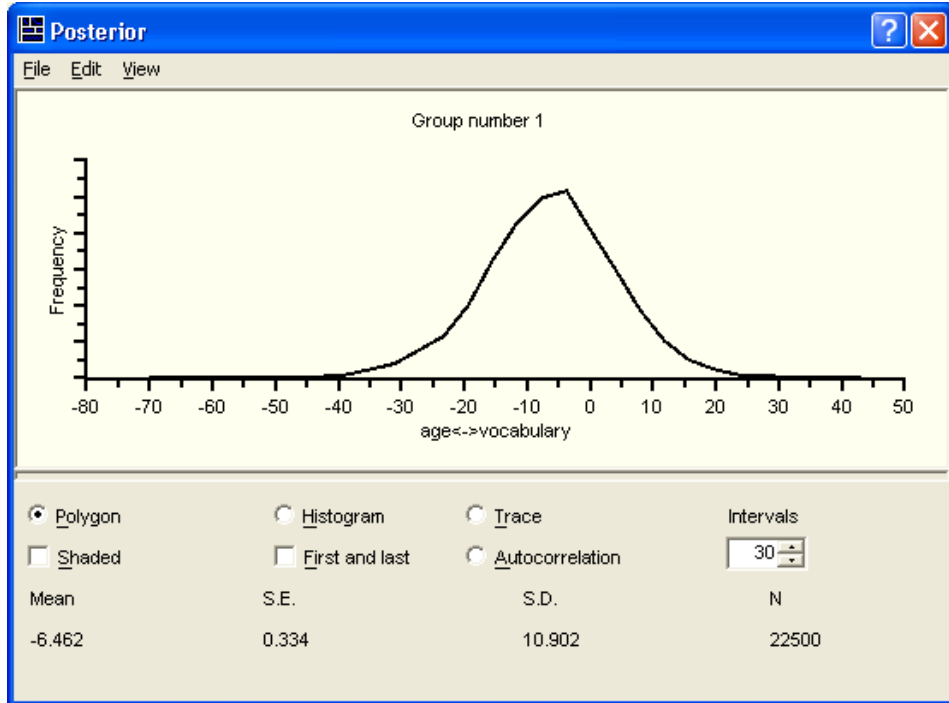 Posterior
File Edit View
Group number 1
Frequency
-80 -70 -60 -50 -40 -30 -20 -10 0 10 20 30 40 50
age<->vocabulary
Polygon Histogram Trace Intervals
Shaded First and last Autocorrelation 30
Mean S.E. S.D. N
-6.462 0.334 10.902 22500